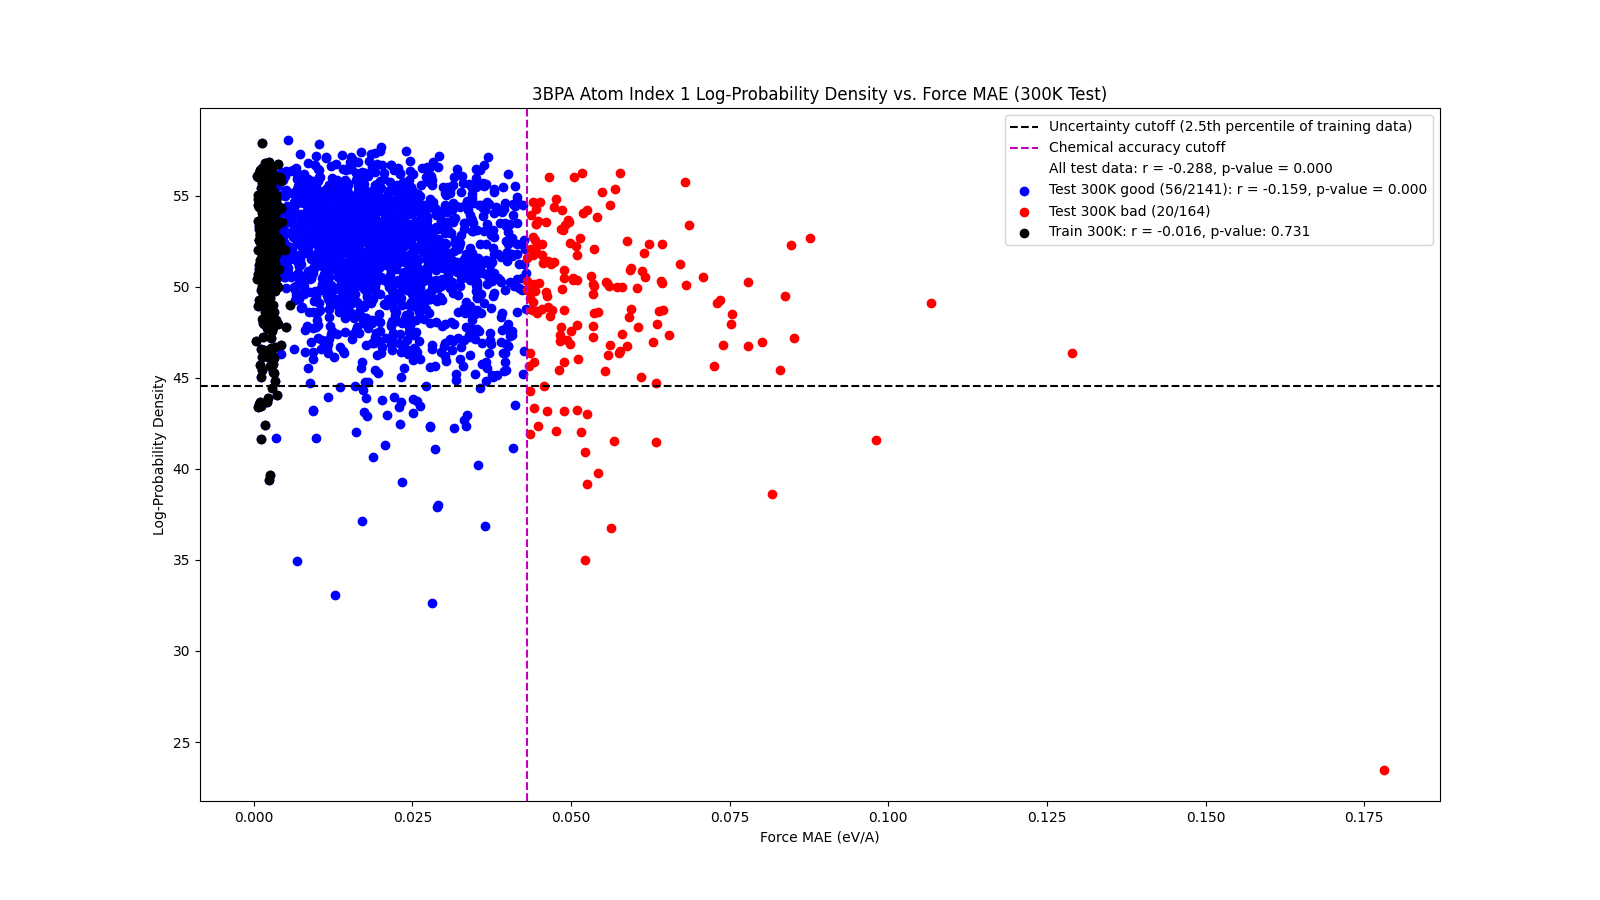 3BPA Atom Index 1 Log-Probability Density vs. Force MAE (300K Test)
Uncertainty cutoff (2.5th percentile of training data)
Chemical accuracy cutoff
All test data: r = -0.288, p-value = 0.000
Test 300K good (56/2141): r = -0.159, p-value = 0.000
Test 300K bad (20/164)
Train 300K: r = -0.016, p-value: 0.731
Log-Probability Density
55
50
45
40
35
30
25
0.000
0.025
0.050
0.075
0.100
0.125
0.150
0.175
Force MAE (eV/A)